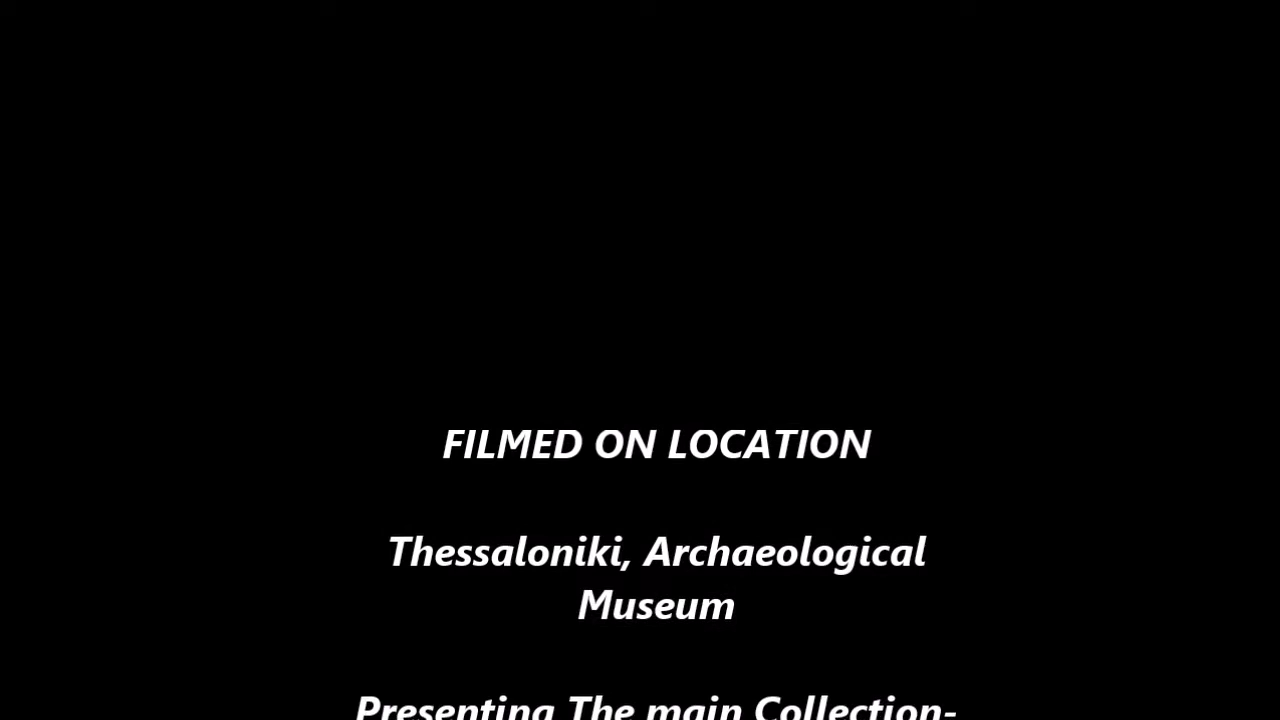 FILMED ON LOCATION
Thessaloniki, Archaeological
Museum
Presenting The main Collection-